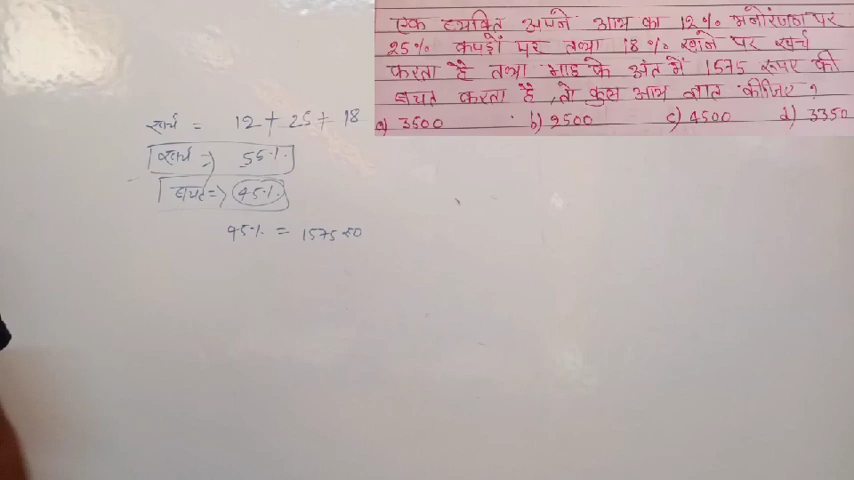 एक व्यक्ति अपने आय का 12% मनोरंजन पर
25% कपड़ों पर तथा 18% खाने पर खर्च
करता है तथा माह के अंत में 1575 रूपए की
बचत करता है, तो कुल आय ज्ञात कीजिए ?
a) 3500 b) 2500 c) 4500 d) 3350
खर्च = 12 + 25 + 18
खर्च => 55%
बचत => 45%
45% = 1575 रू0